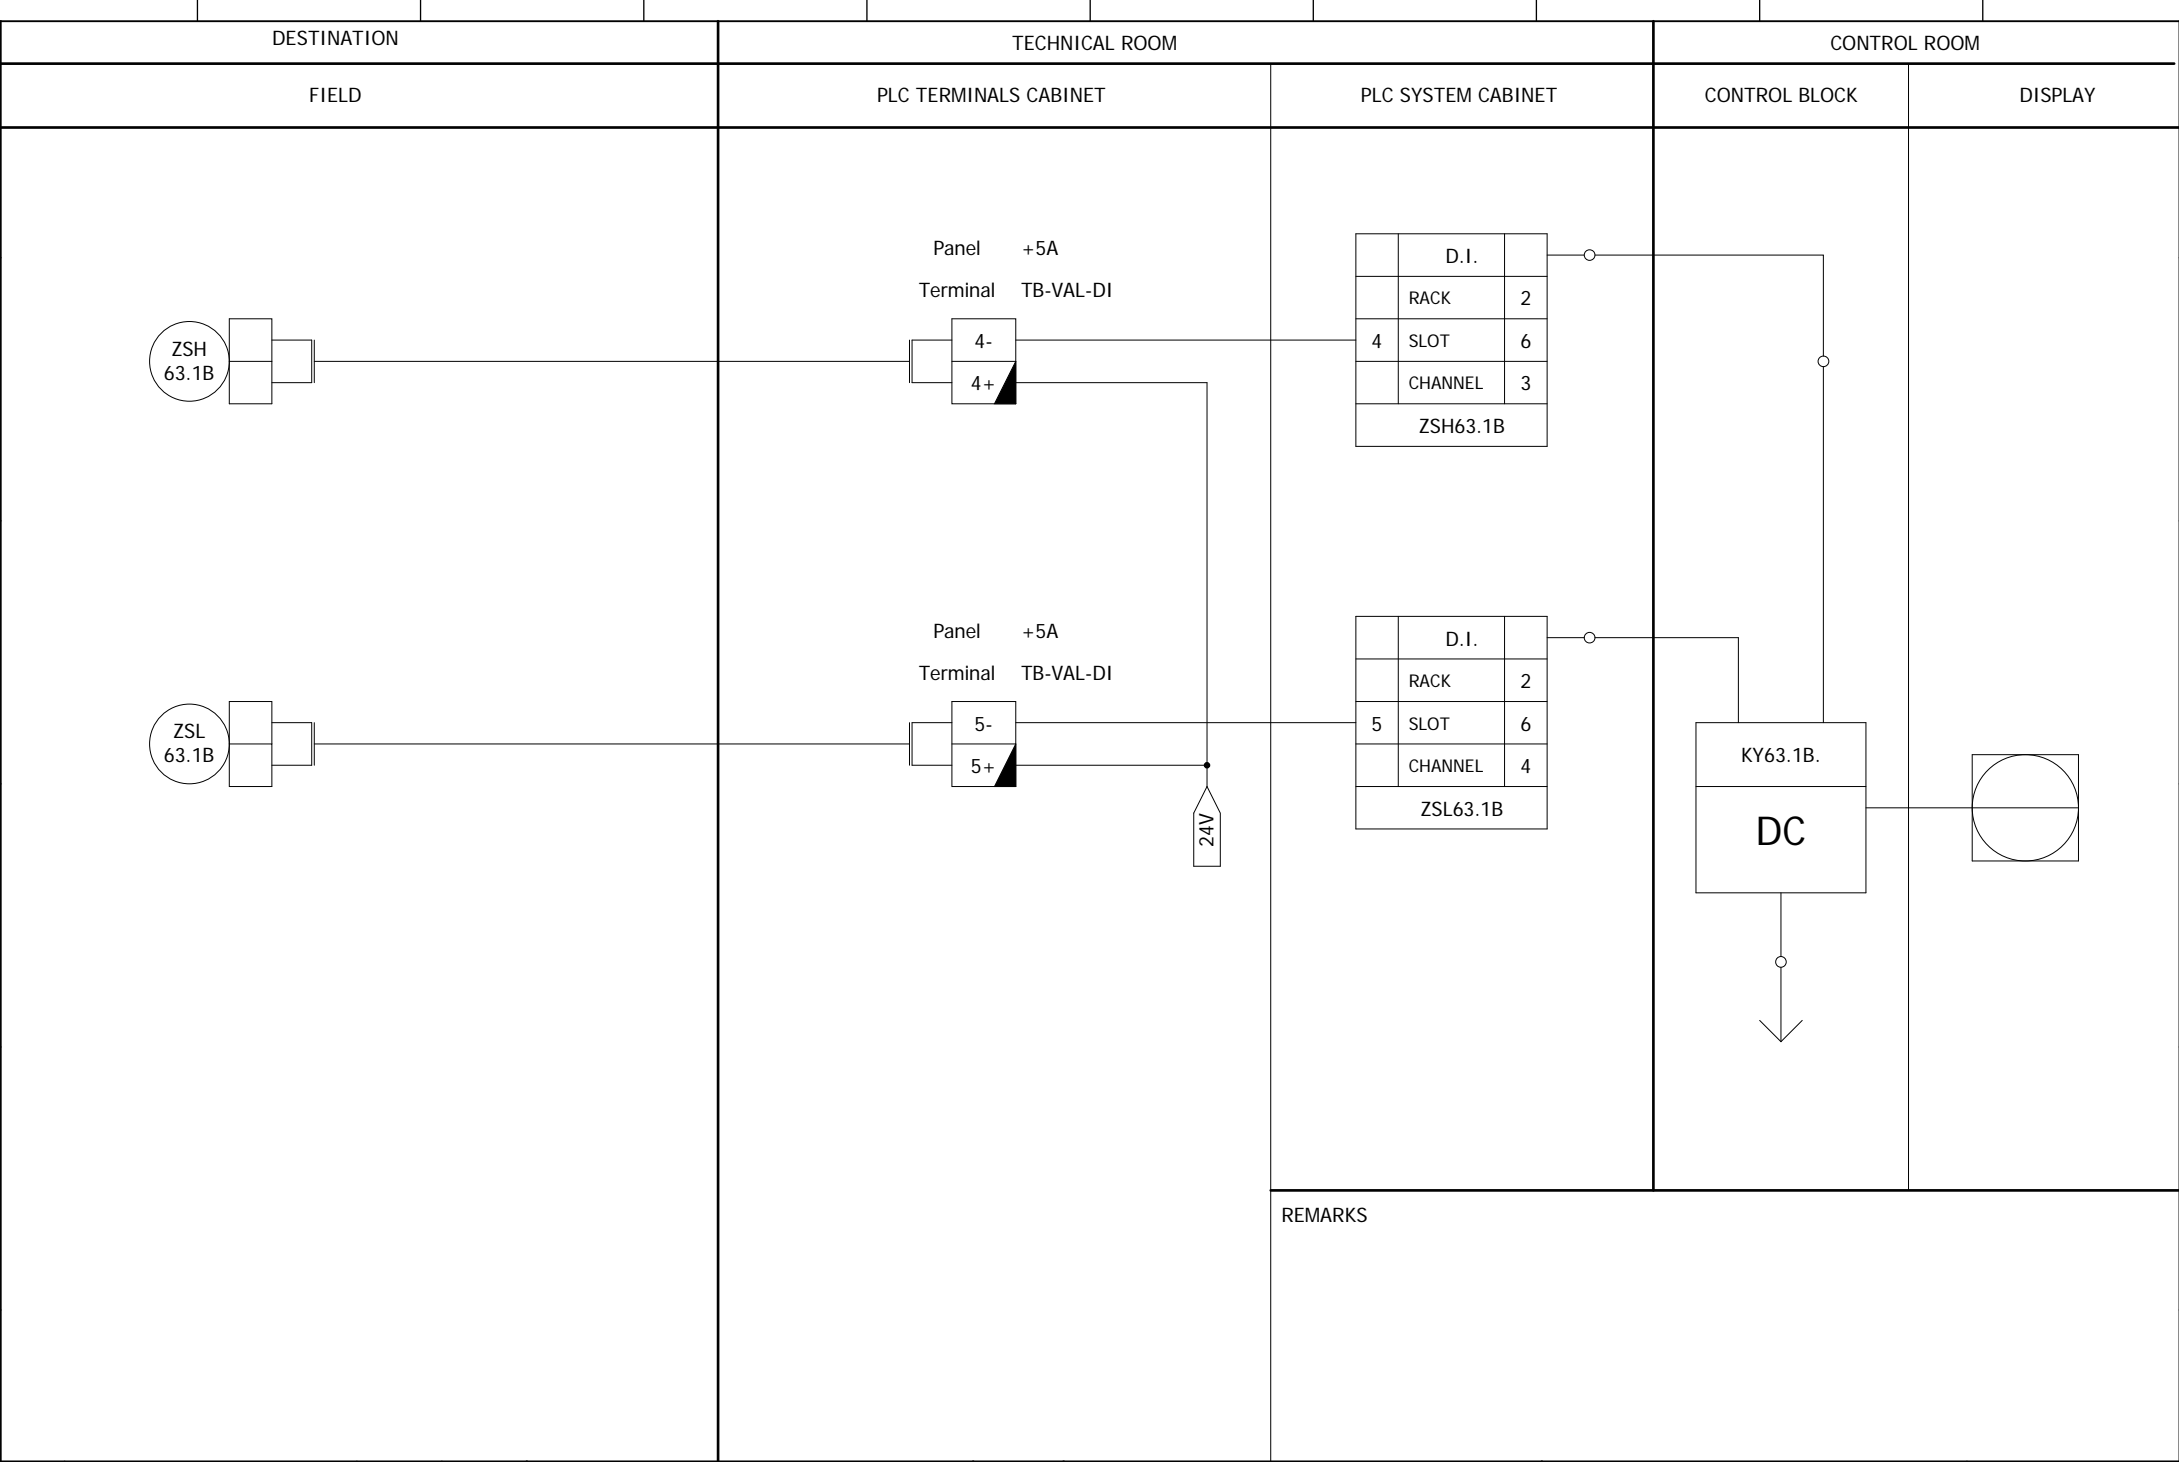 DESTINATION
TECHNICAL ROOM
CONTROL ROOM
FIELD
PLC TERMINALS CABINET
PLC SYSTEM CABINET
CONTROL BLOCK
DISPLAY
Panel +5A
Terminal TB-VAL-DI
ZSH
63.1B
4-
4+
D.I.
RACK 2
4 SLOT 6
CHANNEL 3
ZSH63.1B
Panel +5A
Terminal TB-VAL-DI
ZSL
63.1B
5-
5+
24V
D.I.
RACK 2
5 SLOT 6
CHANNEL 4
ZSL63.1B
KY63.1B.
DC
REMARKS